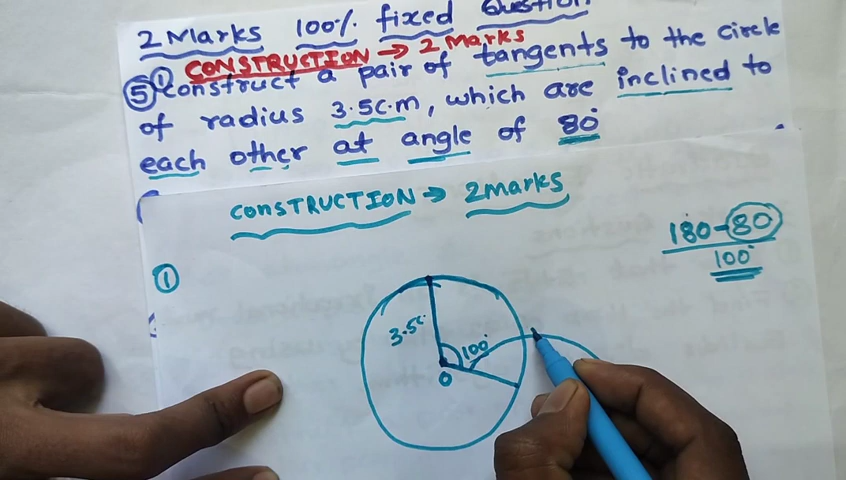 2 Marks 100% fixed Question
CONSTRUCTION → 2 Marks
⑤ ① Construct a pair of tangents to the circle
of radius 3.5c.m, which are inclined to
each other at angle of 80°
CONSTRUCTION → 2 marks
180-80
100°
①
3.5c.
100°
O